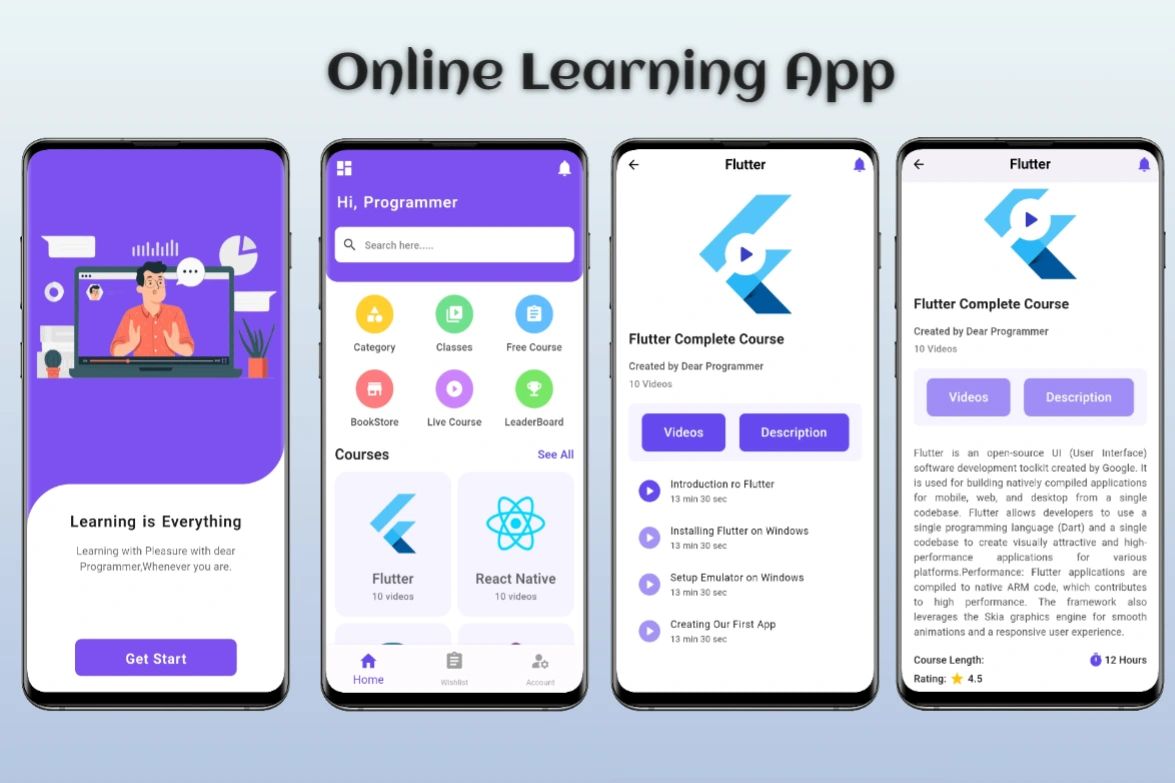 Online Learning App
Learning is Everything
Learning with Pleasure with dear
Programmer,Whenever you are.
Get Start
Hi, Programmer
Search here.....
Category
Classes
Free Course
BookStore
Live Course
LeaderBoard
Courses
See All
Flutter
10 videos
React Native
10 videos
Home
Wishlist
Account
Flutter
Flutter Complete Course
Created by Dear Programmer
10 Videos
Videos
Description
Introduction ro Flutter
13 min 30 sec
Installing Flutter on Windows
13 min 30 sec
Setup Emulator on Windows
13 min 30 sec
Creating Our First App
13 min 30 sec
Flutter
Flutter Complete Course
Created by Dear Programmer
10 Videos
Videos
Description
Flutter is an open-source UI (User Interface)
software development toolkit created by Google. It
is used for building natively compiled applications
for mobile, web, and desktop from a single
codebase. Flutter allows developers to use a
single programming language (Dart) and a single
codebase to create visually attractive and high-
performance applications for various
platforms.Performance: Flutter applications are
compiled to native ARM code, which contributes
to high performance. The framework also
leverages the Skia graphics engine for smooth
animations and a responsive user experience.
Course Length:
12 Hours
Rating: 4.5